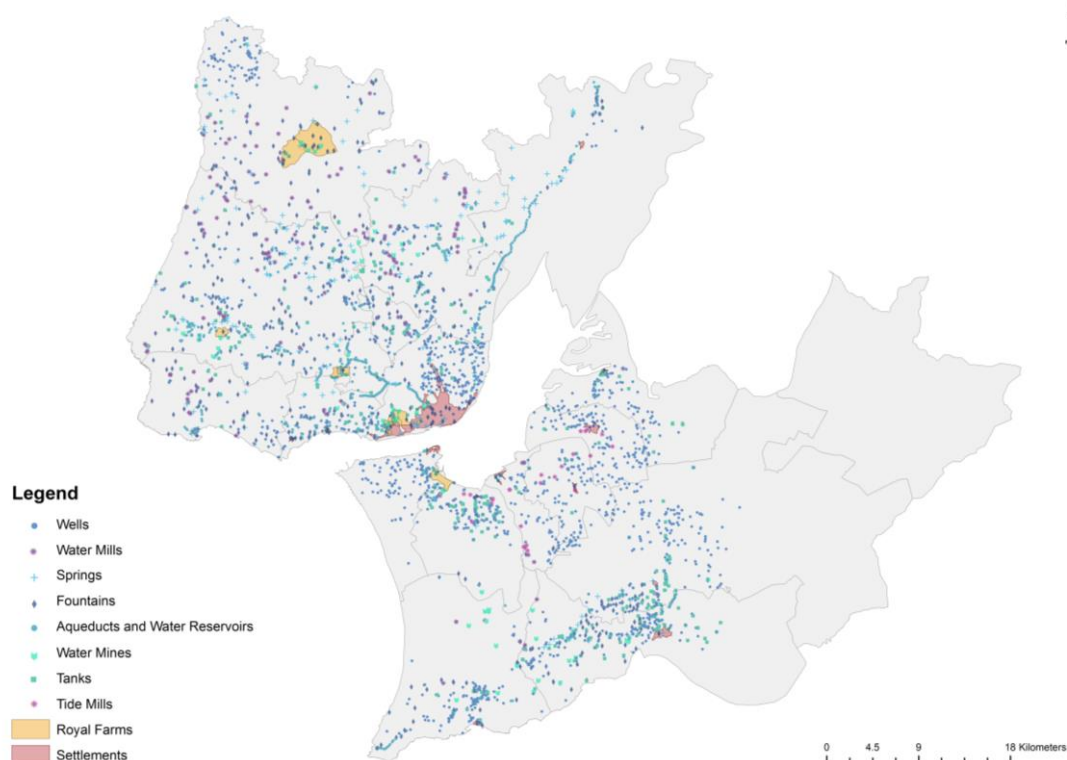 Legend
Wells
Water Mills
Springs
Fountains
Aqueducts and Water Reservoirs
Water Mines
Tanks
Tide Mills
Royal Farms
Settlements
0 4.5 9 18 Kilometers